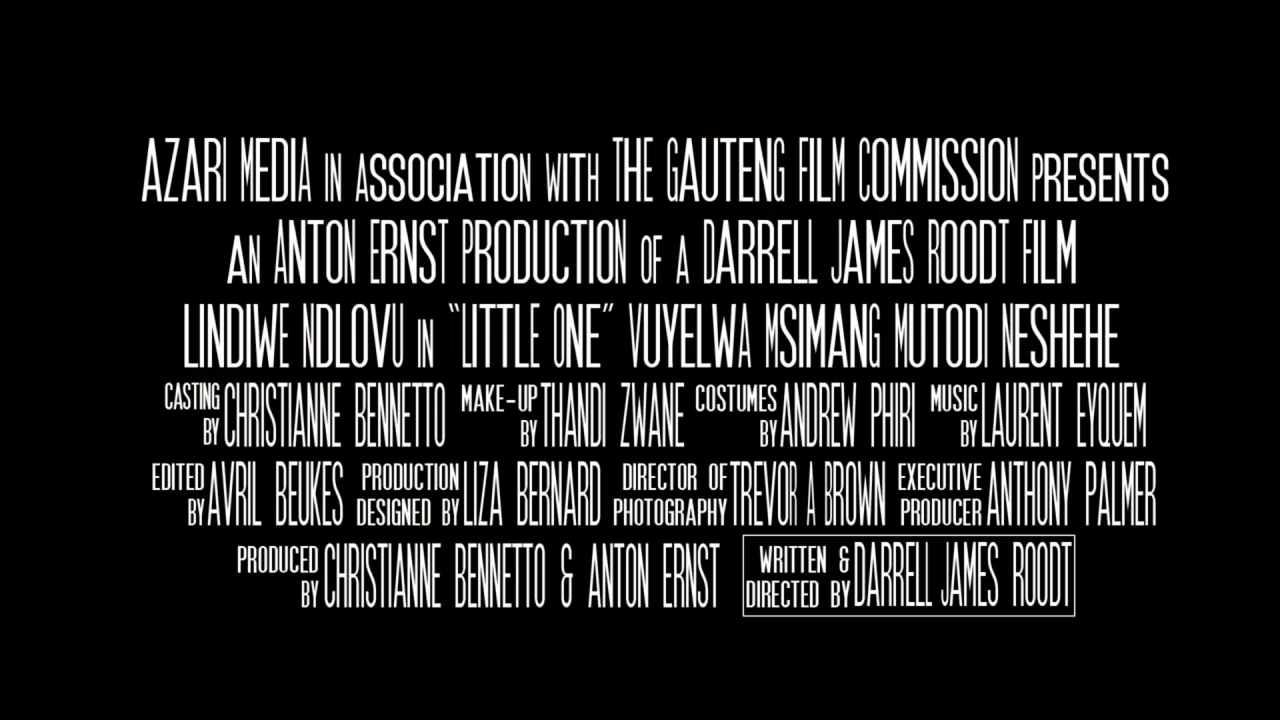 AZARI MEDIA IN ASSOCIATION WITH THE GAUTENG FILM COMMISSION PRESENTS
AN ANTON ERNST PRODUCTION OF A DARRELL JAMES ROODT FILM
LINDIWE NDLOVU IN "LITTLE ONE" VUYELWA MSIMANG MUTODI NESHEHE
CASTING BY CHRISTIANNE BENNETTO MAKE-UP BY THANDI ZWANE COSTUMES BY ANDREW PHIRI MUSIC BY LAURENT EYQUEM
EDITED BY AVRIL BEUKES PRODUCTION DESIGNED BY LIZA BERNARD DIRECTOR OF PHOTOGRAPHY TREVOR A BROWN EXECUTIVE PRODUCER ANTHONY PALMER
PRODUCED BY CHRISTIANNE BENNETTO & ANTON ERNST WRITTEN & DIRECTED BY DARRELL JAMES ROODT